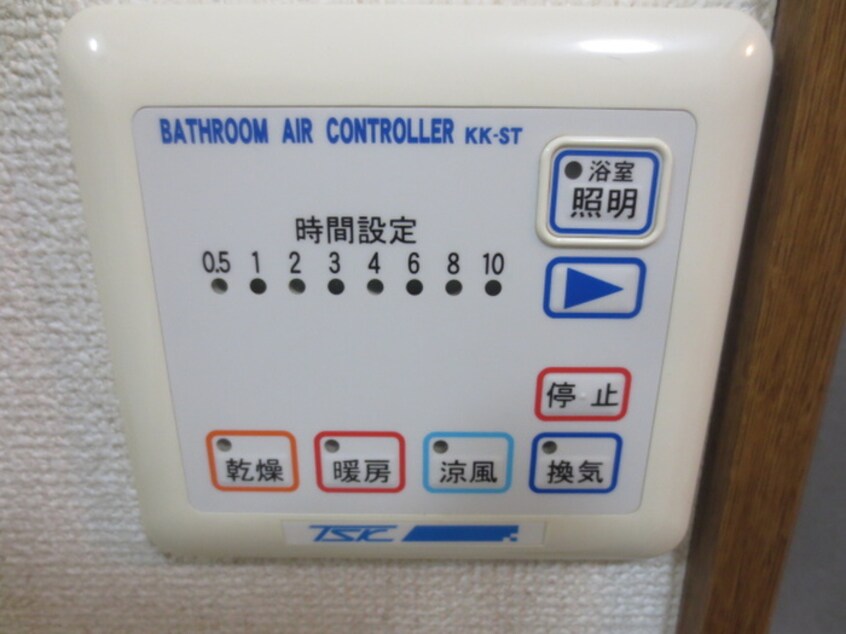 BATHROOM AIR CONTROLLER KK-ST
浴室
照明
時間設定
0.5 1 2 3 4 6 8 10
停止
乾燥 暖房 涼風 換気
TSK